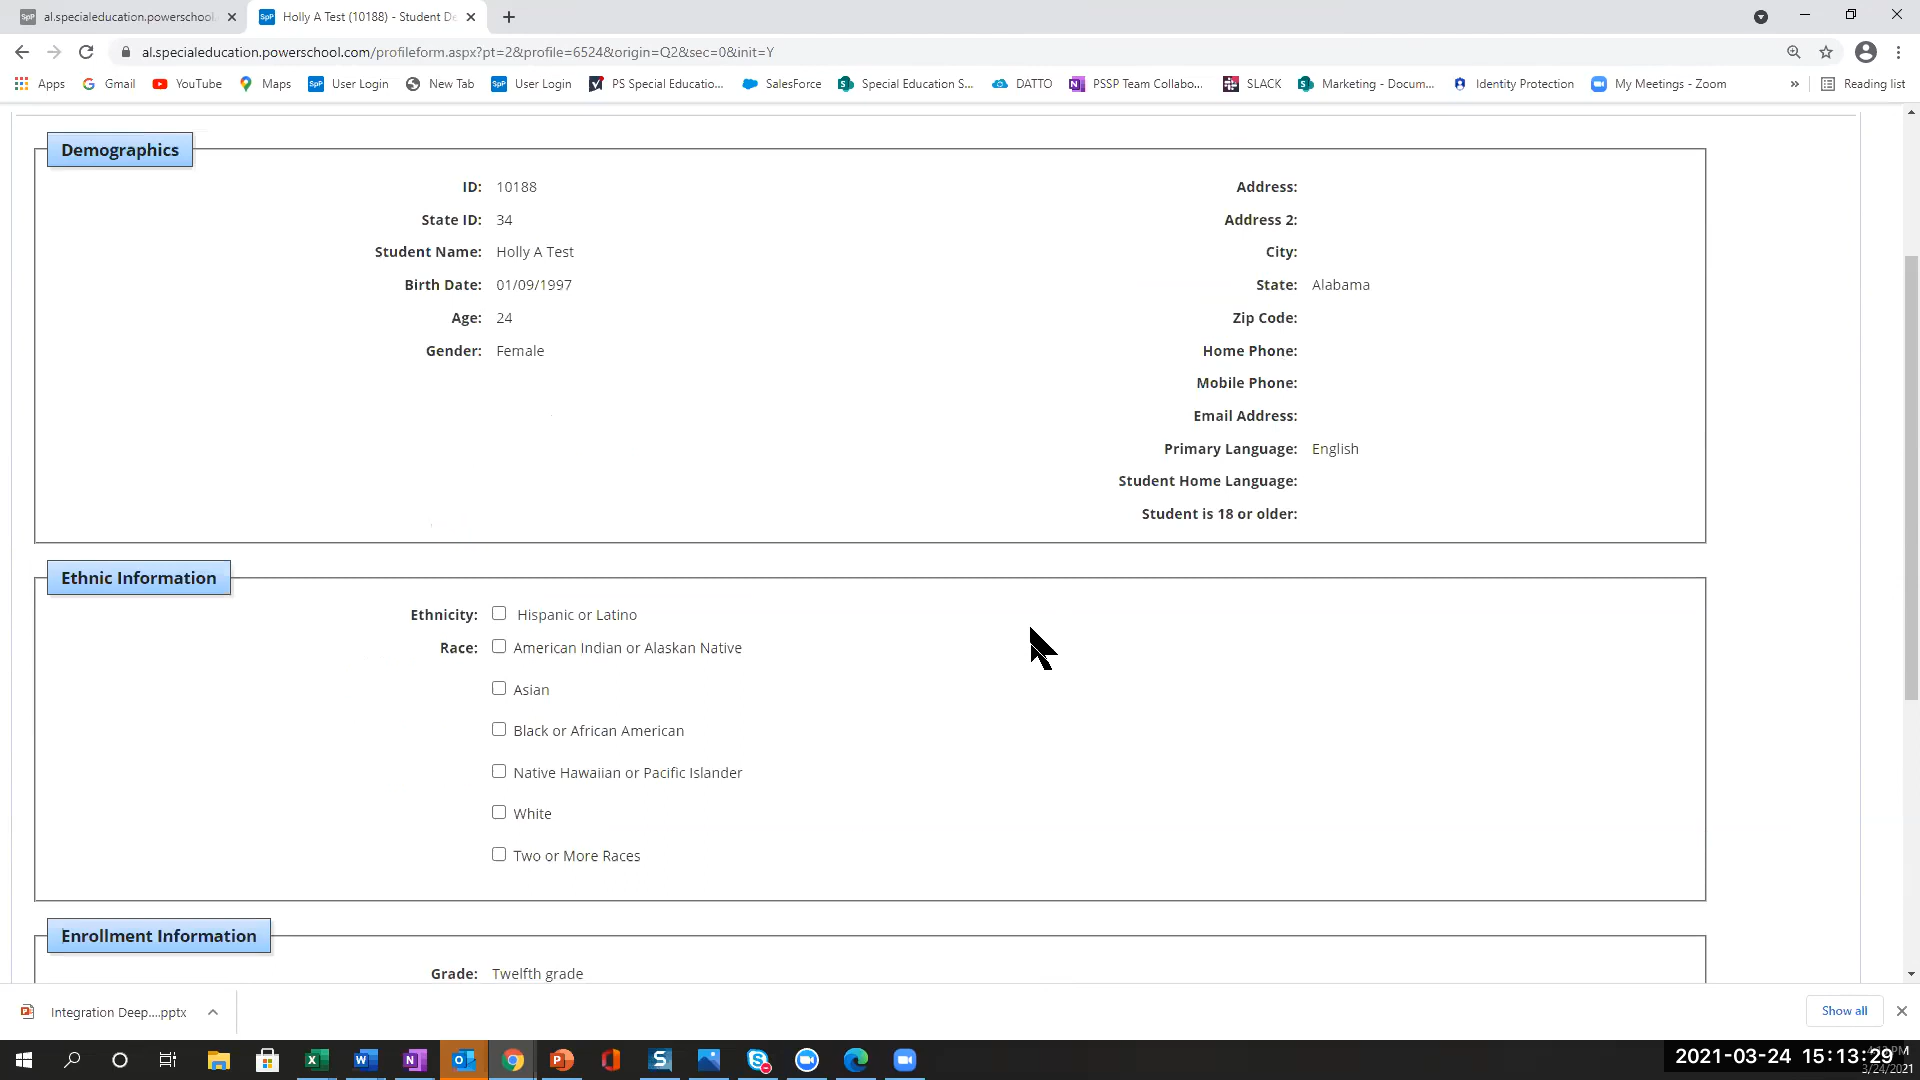 al.specialeducation.powerschool. Holly A Test (10188) - Student De
al.specialeducation.powerschool.com/profileform.aspx?pt=2&profile=6524&origin=Q2&sec=0&init=Y
Apps Gmail YouTube Maps User Login New Tab User Login PS Special Educatio... SalesForce Special Education S... DATTO PSSP Team Collabo... SLACK Marketing - Docum... Identity Protection My Meetings - Zoom » Reading list
Demographics
ID: 10188 Address:
State ID: 34 Address 2:
Student Name: Holly A Test City:
Birth Date: 01/09/1997 State: Alabama
Age: 24 Zip Code:
Gender: Female Home Phone:
Mobile Phone:
Email Address:
Primary Language: English
Student Home Language:
Student is 18 or older:
Ethnic Information
Ethnicity: Hispanic or Latino
Race: American Indian or Alaskan Native
Asian
Black or African American
Native Hawaiian or Pacific Islander
White
Two or More Races
Enrollment Information
Grade: Twelfth grade
Integration Deep....pptx Show all
2021-03-24 15:13:29
3/24/2021